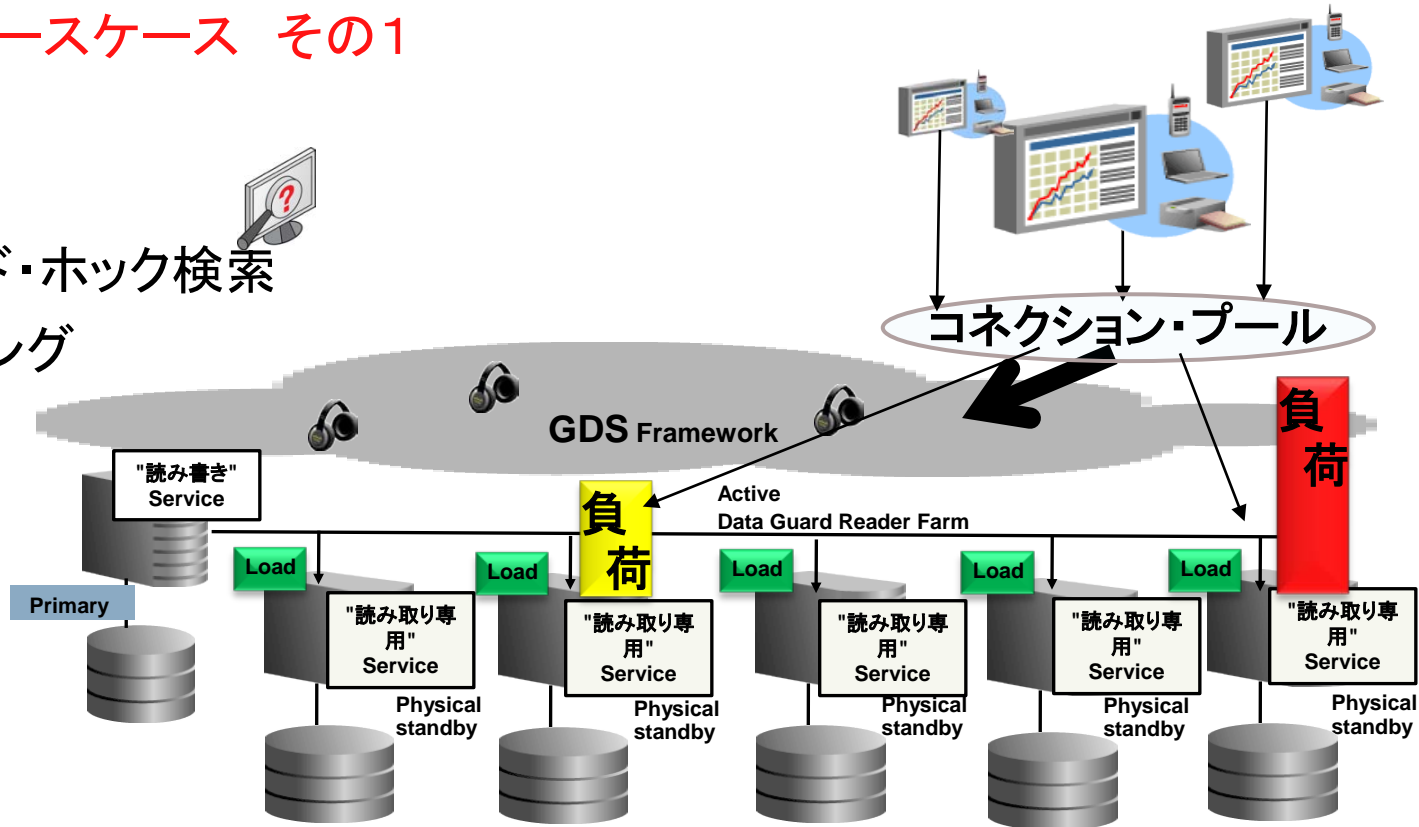 ースケース その1
ド・ホック検索
ング
コネクション・プール
GDS Framework
"読み書き"
Service
Primary
Active
Data Guard Reader Farm
負
荷
負
荷
Load
Load
Load
Load
Load
"読み取り専
用"
Service
"読み取り専
用"
Service
"読み取り専
用"
Service
"読み取り専
用"
Service
"読み取り専
用"
Service
Physical
standby
Physical
standby
Physical
standby
Physical
standby
Physical
standby
?